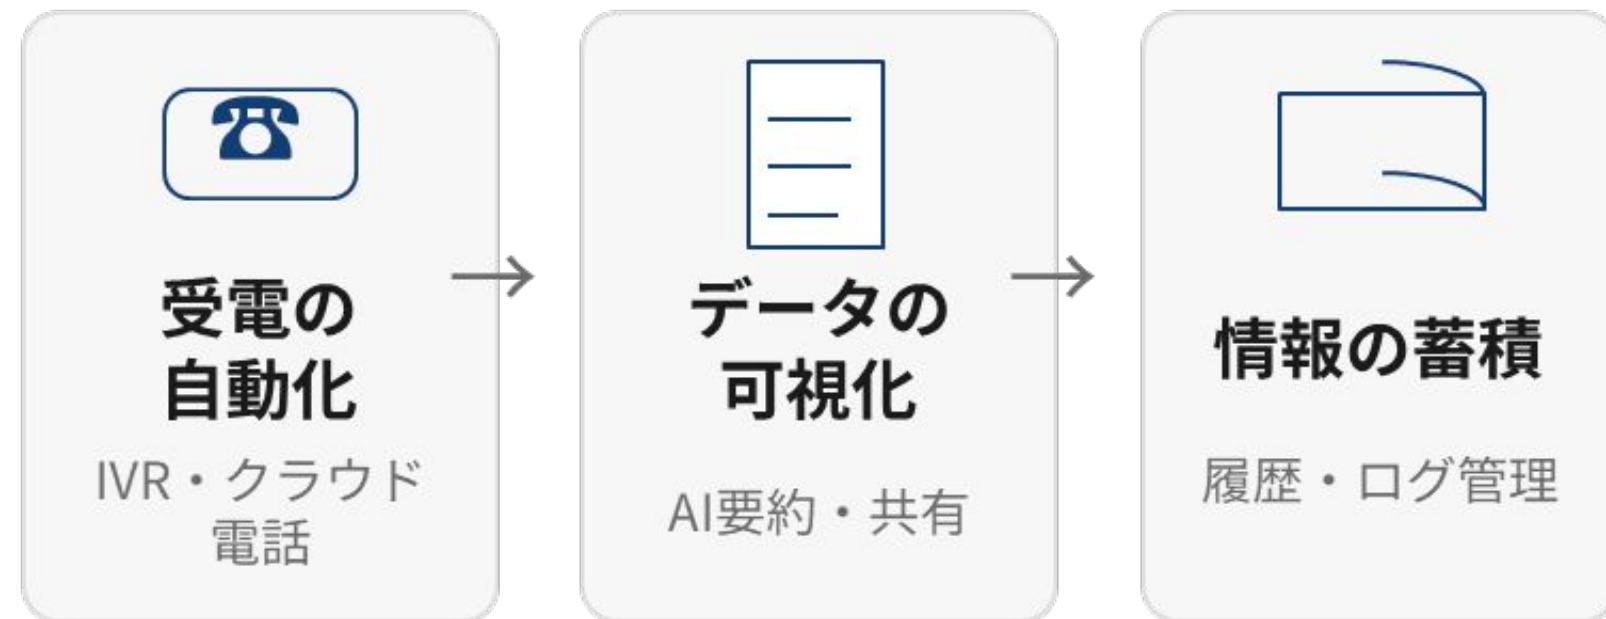 受電の
自動化
IVR・クラウド
電話
→
データの
可視化
AI要約・共有
→
情報の蓄積
履歴・ログ管理